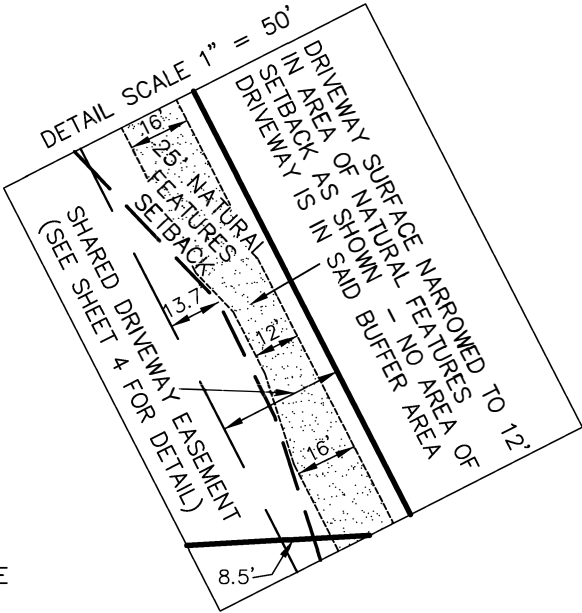 DETAIL SCALE 1" = 50'
DRIVEWAY SURFACE NARROWED TO 12'
IN AREA OF NATURAL FEATURES
SETBACK AS SHOWN - NO AREA OF
DRIVEWAY IS IN SAID BUFFER AREA
16'
25' NATURAL
FEATURES
SETBACK
13.7'
12'
16'
SHARED DRIVEWAY EASEMENT
(SEE SHEET 4 FOR DETAIL)
8.5'
E